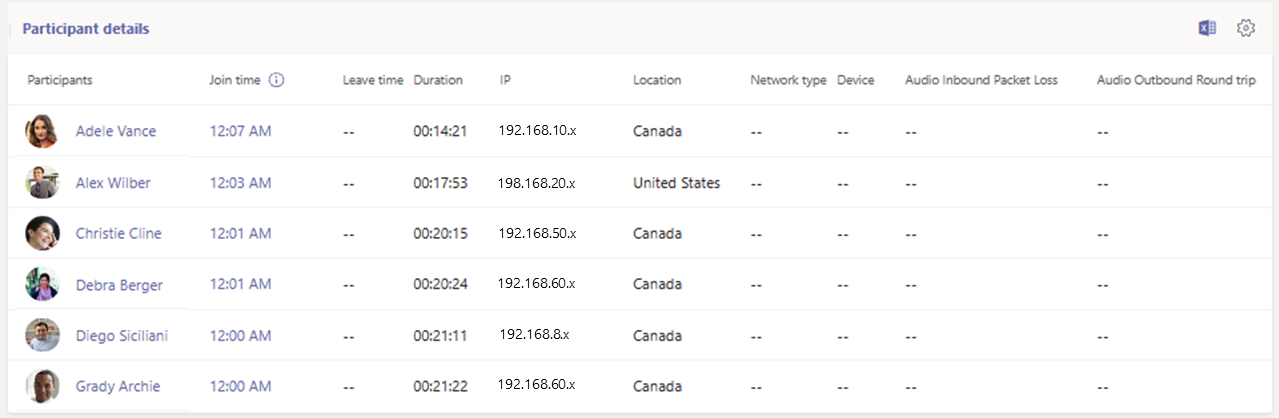 Participant details
Participants Join time Leave time Duration IP Location Network type Device Audio Inbound Packet Loss Audio Outbound Round trip
Adele Vance 12:07 AM -- 00:14:21 192.168.10.x Canada -- -- -- --
Alex Wilber 12:03 AM -- 00:17:53 198.168.20.x United States -- -- -- --
Christie Cline 12:01 AM -- 00:20:15 192.168.50.x Canada -- -- -- --
Debra Berger 12:01 AM -- 00:20:24 192.168.60.x Canada -- -- -- --
Diego Siciliani 12:00 AM -- 00:21:11 192.168.8.x Canada -- -- -- --
Grady Archie 12:00 AM -- 00:21:22 192.168.60.x Canada -- -- -- --